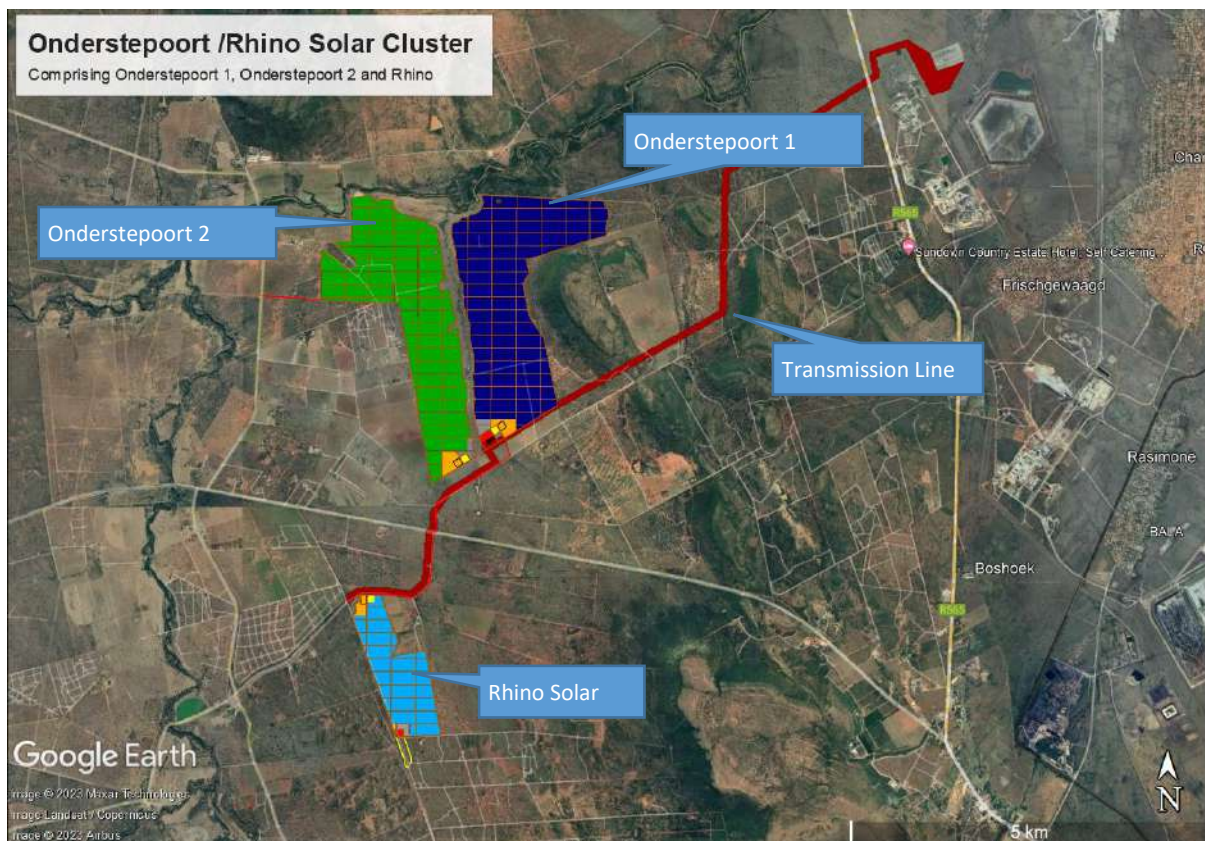 Onderstepoort /Rhino Solar Cluster
Comprising Onderstepoort 1, Onderstepoort 2 and Rhino
Onderstepoort 1
Onderstepoort 2
R565
Sundown Country Estate Hotel, Self Catering...
Frischgewaagd
Transmission Line
Rasimone
BALA
Boshoek
R565
Rhino Solar
Google Earth
Image © 2023 Maxar Technologies
Image Landsat / Copernicus
Image © 2023 Airbus
N
5 km